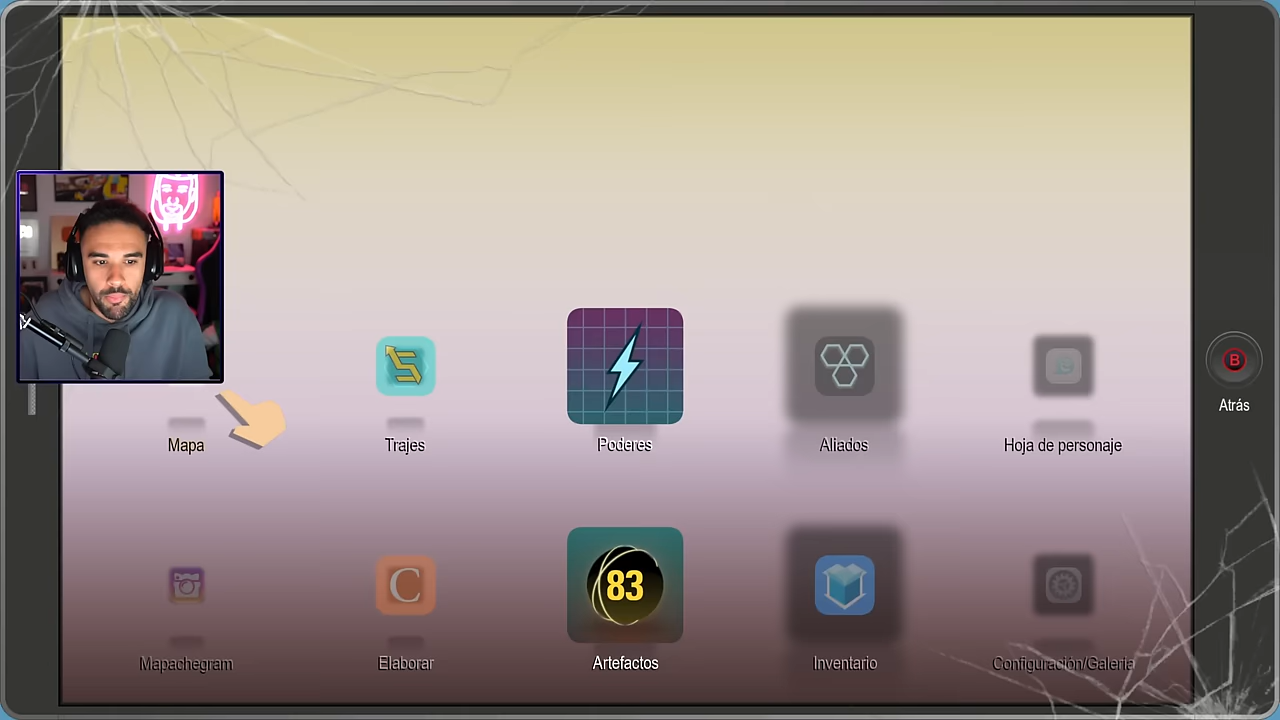 B
Atrás
Mapa
Trajes
Poderes
Aliados
Hoja de personaje
C
83
Mapachegram
Elaborar
Artefactos
Inventario
Configuración/Galería